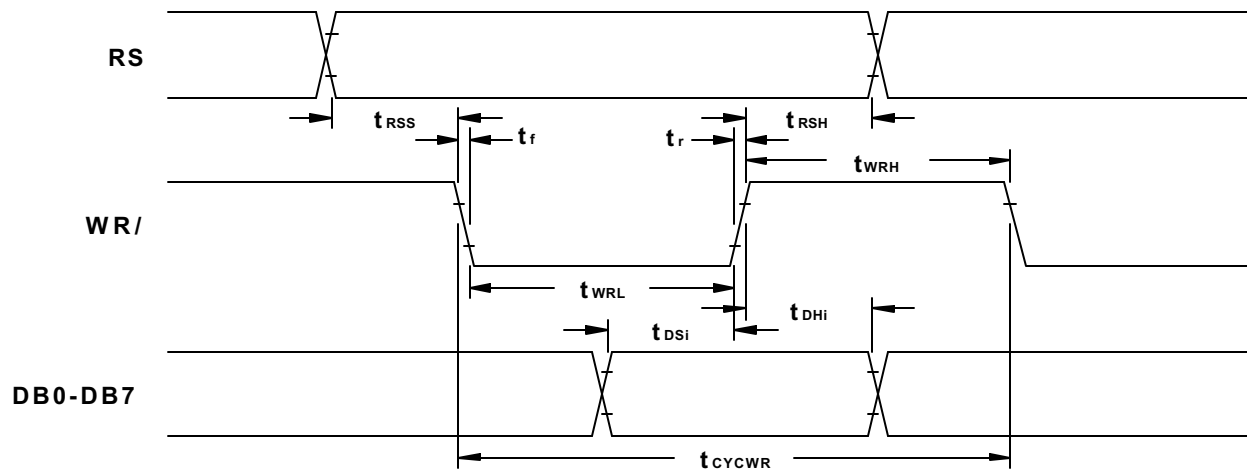 RS
tRSS
tRSH
tf
tr
tWRH
WR/
tWRL
tDHi
tDSi
DB0-DB7
tCYCWR